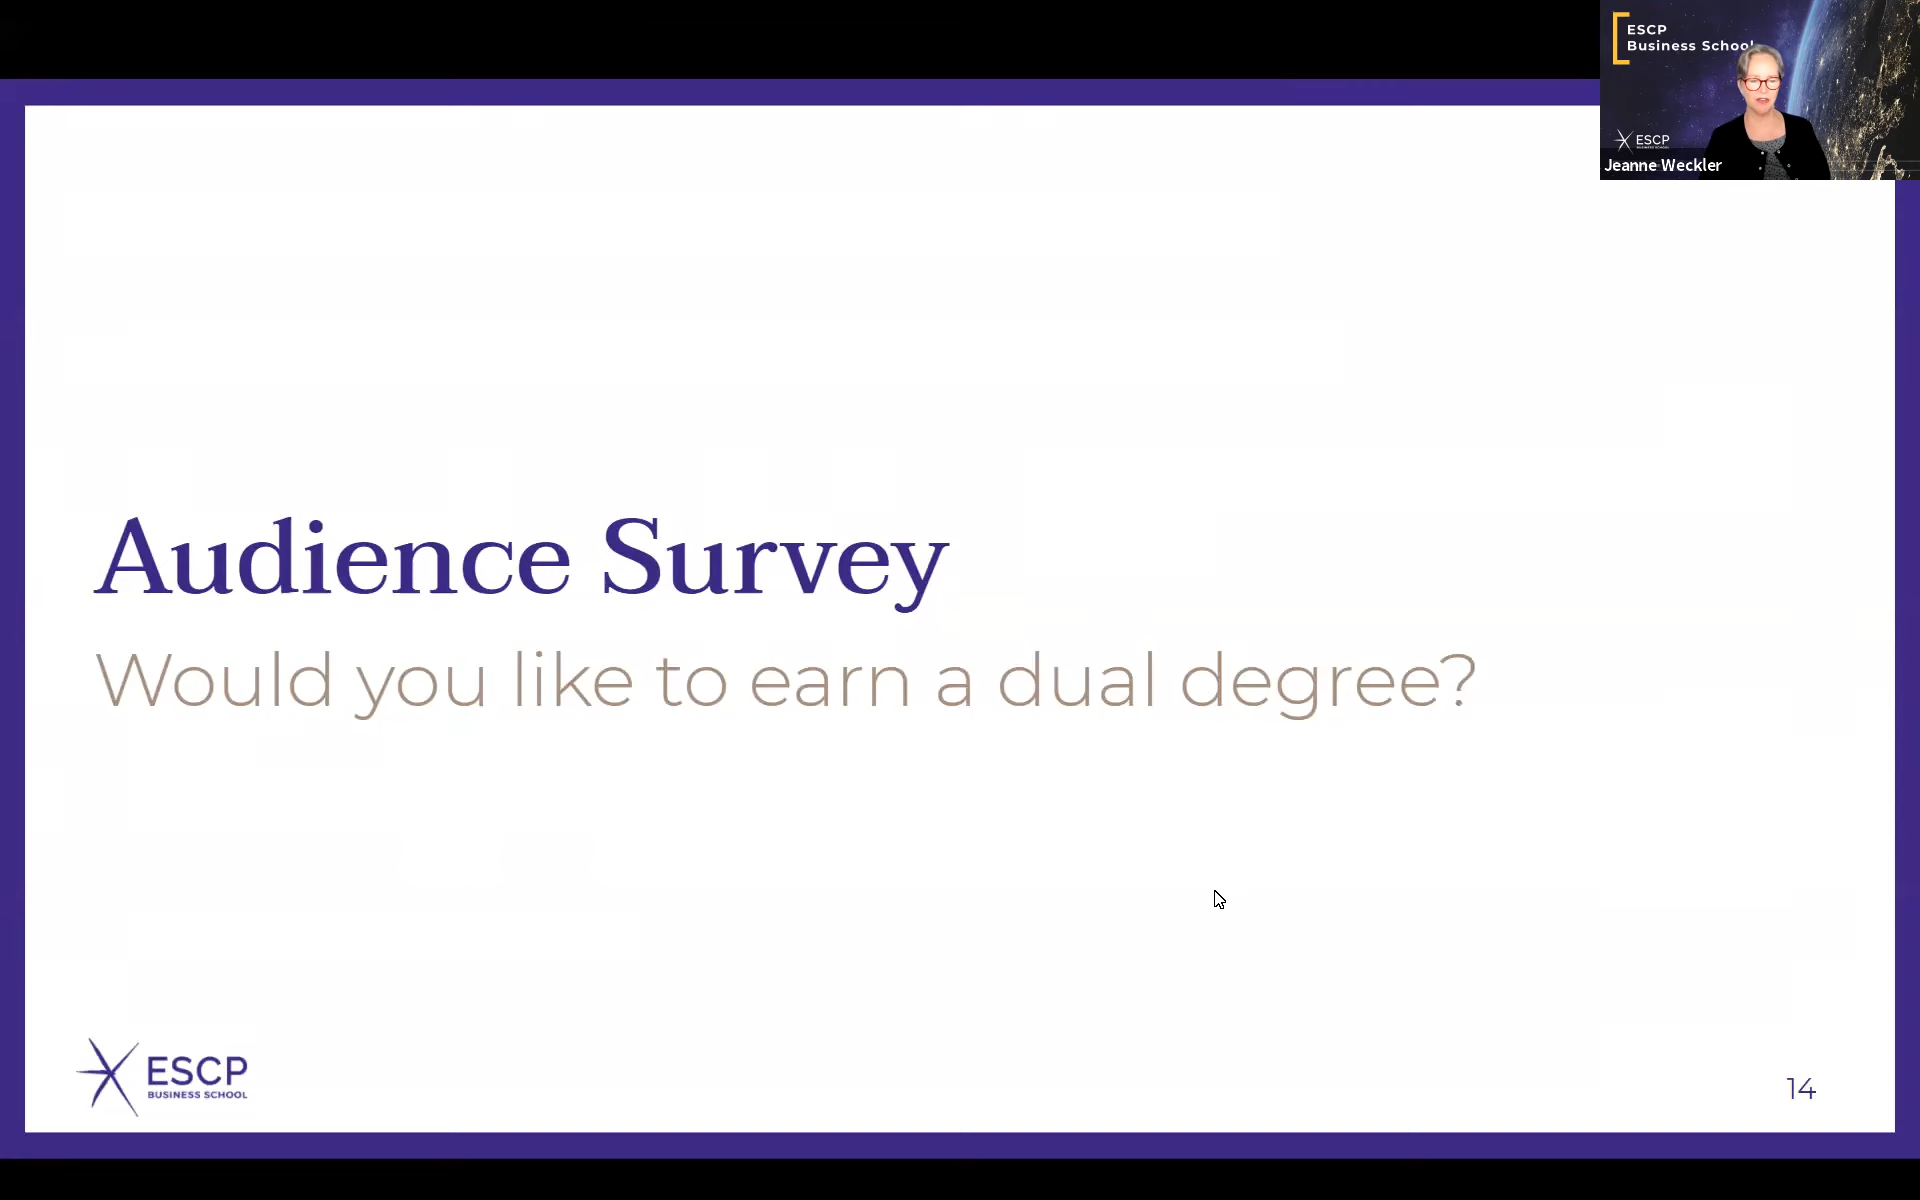 ESCP
Business School
ESCP
Jeanne Weckler
Audience Survey
Would you like to earn a dual degree?
ESCP
BUSINESS SCHOOL
14